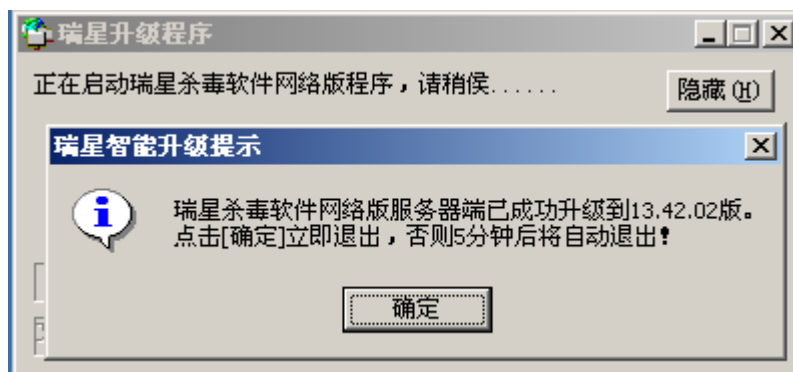 瑞星升级程序
正在启动瑞星杀毒软件网络版程序，请稍侯......
隐藏(H)
瑞星智能升级提示
瑞星杀毒软件网络版服务器端已成功升级到13.42.02版。
点击[确定]立即退出，否则5分钟后将自动退出！
确定